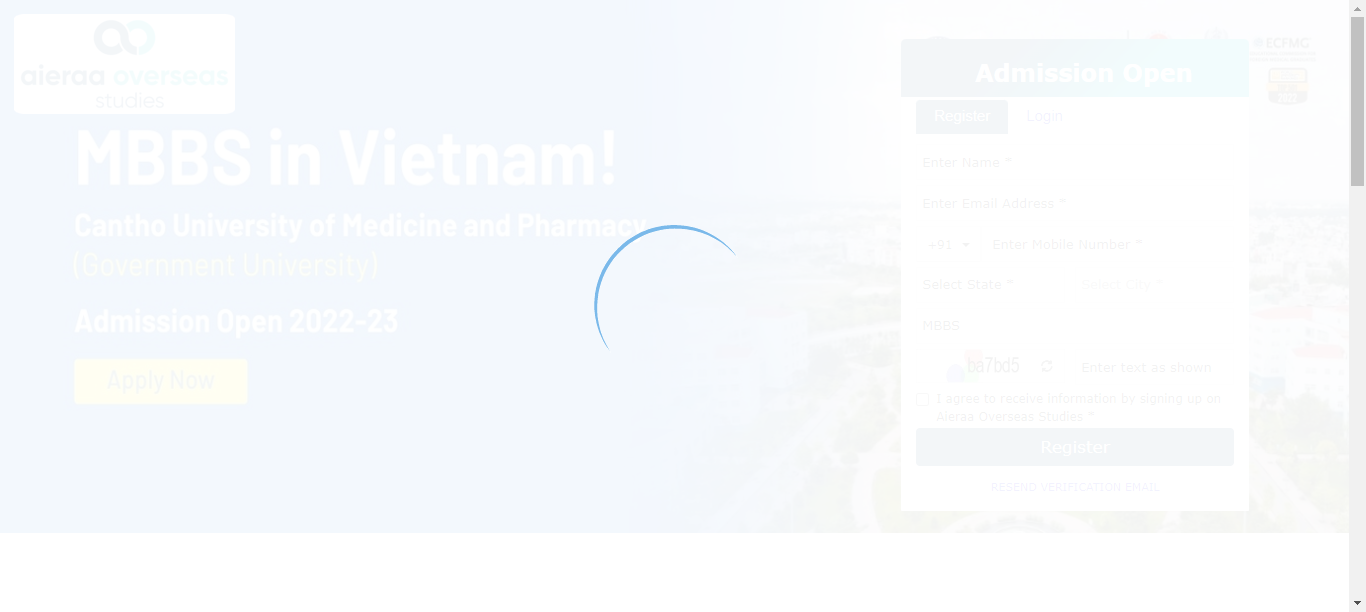 aieraa overseas
studies
MBBS in Vietnam!
Cantho University of Medicine and Pharmacy
(Government University)
Admission Open 2022-23
Apply Now
ECFMG
Admission Open
Register Login
Enter Name *
Enter Email Address *
+91 Enter Mobile Number *
Select State * Select City *
MBBS
ba7bd5 Enter text as shown
I agree to receive information by signing up on
Aieraa Overseas Studies *
Register
RESEND VERIFICATION EMAIL